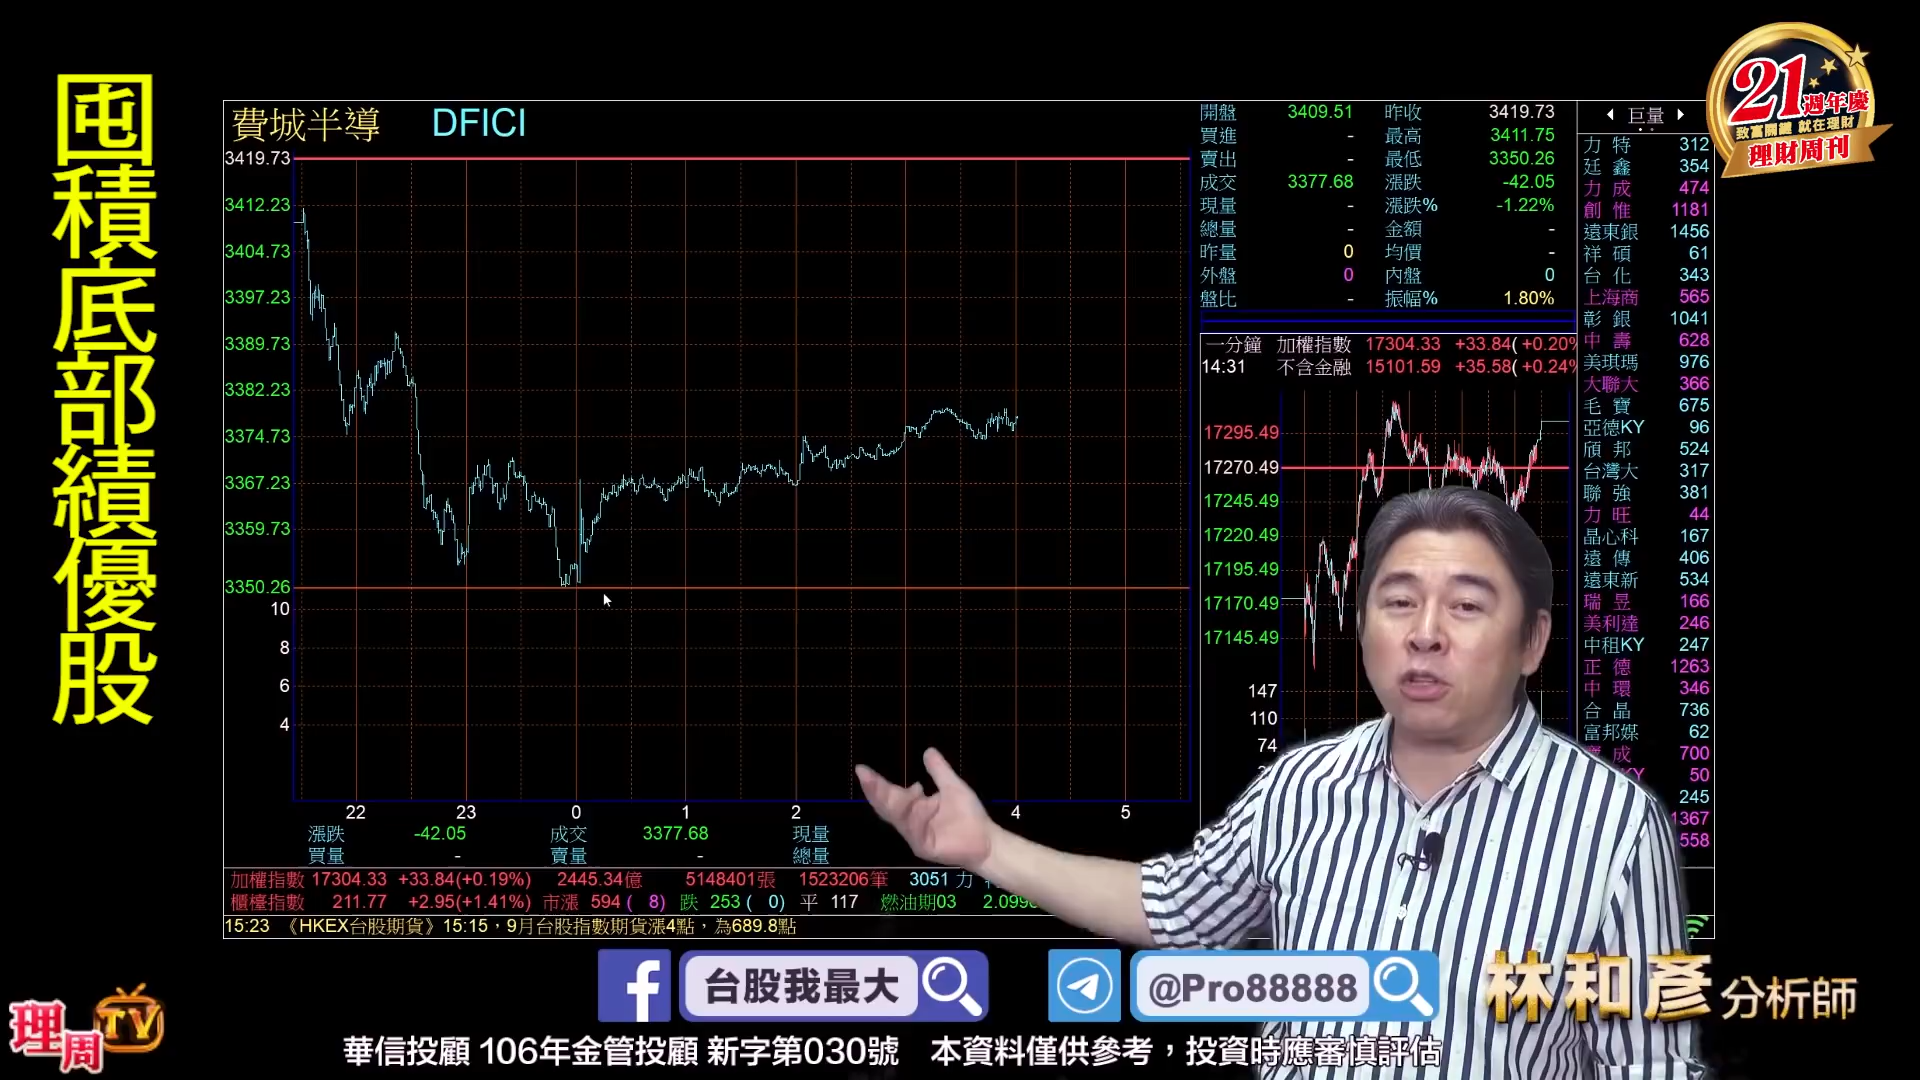 囤積底部績優股
21週年慶
致富關鍵 就在理財
理財周刊
費城半導 DFICI
3419.73
3412.23
3404.73
3397.23
3389.73
3382.23
3374.73
3367.23
3359.73
3350.26
10
8
6
4
22 23 0 1 2 4 5
漲跌 -42.05 成交 3377.68 現量
買量 - 賣量 - 總量
開盤 3409.51 昨收 3419.73
買進 - 最高 3411.75
賣出 - 最低 3350.26
成交 3377.68 漲跌 -42.05
現量 - 漲跌% -1.22%
總量 - 金額 -
昨量 0 均價 -
外盤 0 內盤 0
盤比 - 振幅% 1.80%
一分鐘 加權指數 17304.33 +33.84( +0.20%
14:31 不含金融 15101.59 +35.58( +0.24%
17295.49
17270.49
17245.49
17220.49
17195.49
17170.49
17145.49
147
110
74
巨量
力特 312
廷鑫 354
力成 474
創惟 1181
遠東銀 1456
祥碩 61
台化 343
上海商 565
彰銀 1041
中壽 628
美琪瑪 976
大聯大 366
毛寶 675
亞德KY 96
頎邦 524
台灣大 317
聯強 381
力旺 44
晶心科 167
遠傳 406
遠東新 534
瑞昱 166
美利達 246
中租KY 247
正德 1263
中環 346
合晶 736
富邦媒 62
成 700
KY 50
245
1367
558
加權指數 17304.33 +33.84(+0.19%) 2445.34億 5148401張 1523206筆 3051 力
櫃檯指數 211.77 +2.95(+1.41%) 市漲 594 ( 8) 跌 253 ( 0) 平 117 燃油期03 2.099
15:23 《HKEX台股期貨》15:15，9月台股指數期貨漲4點，為689.8點
台股我最大
@Pro88888
林和彥 分析師
理周TV
華信投顧 106年金管投顧 新字第030號 本資料僅供參考，投資時應審慎評估